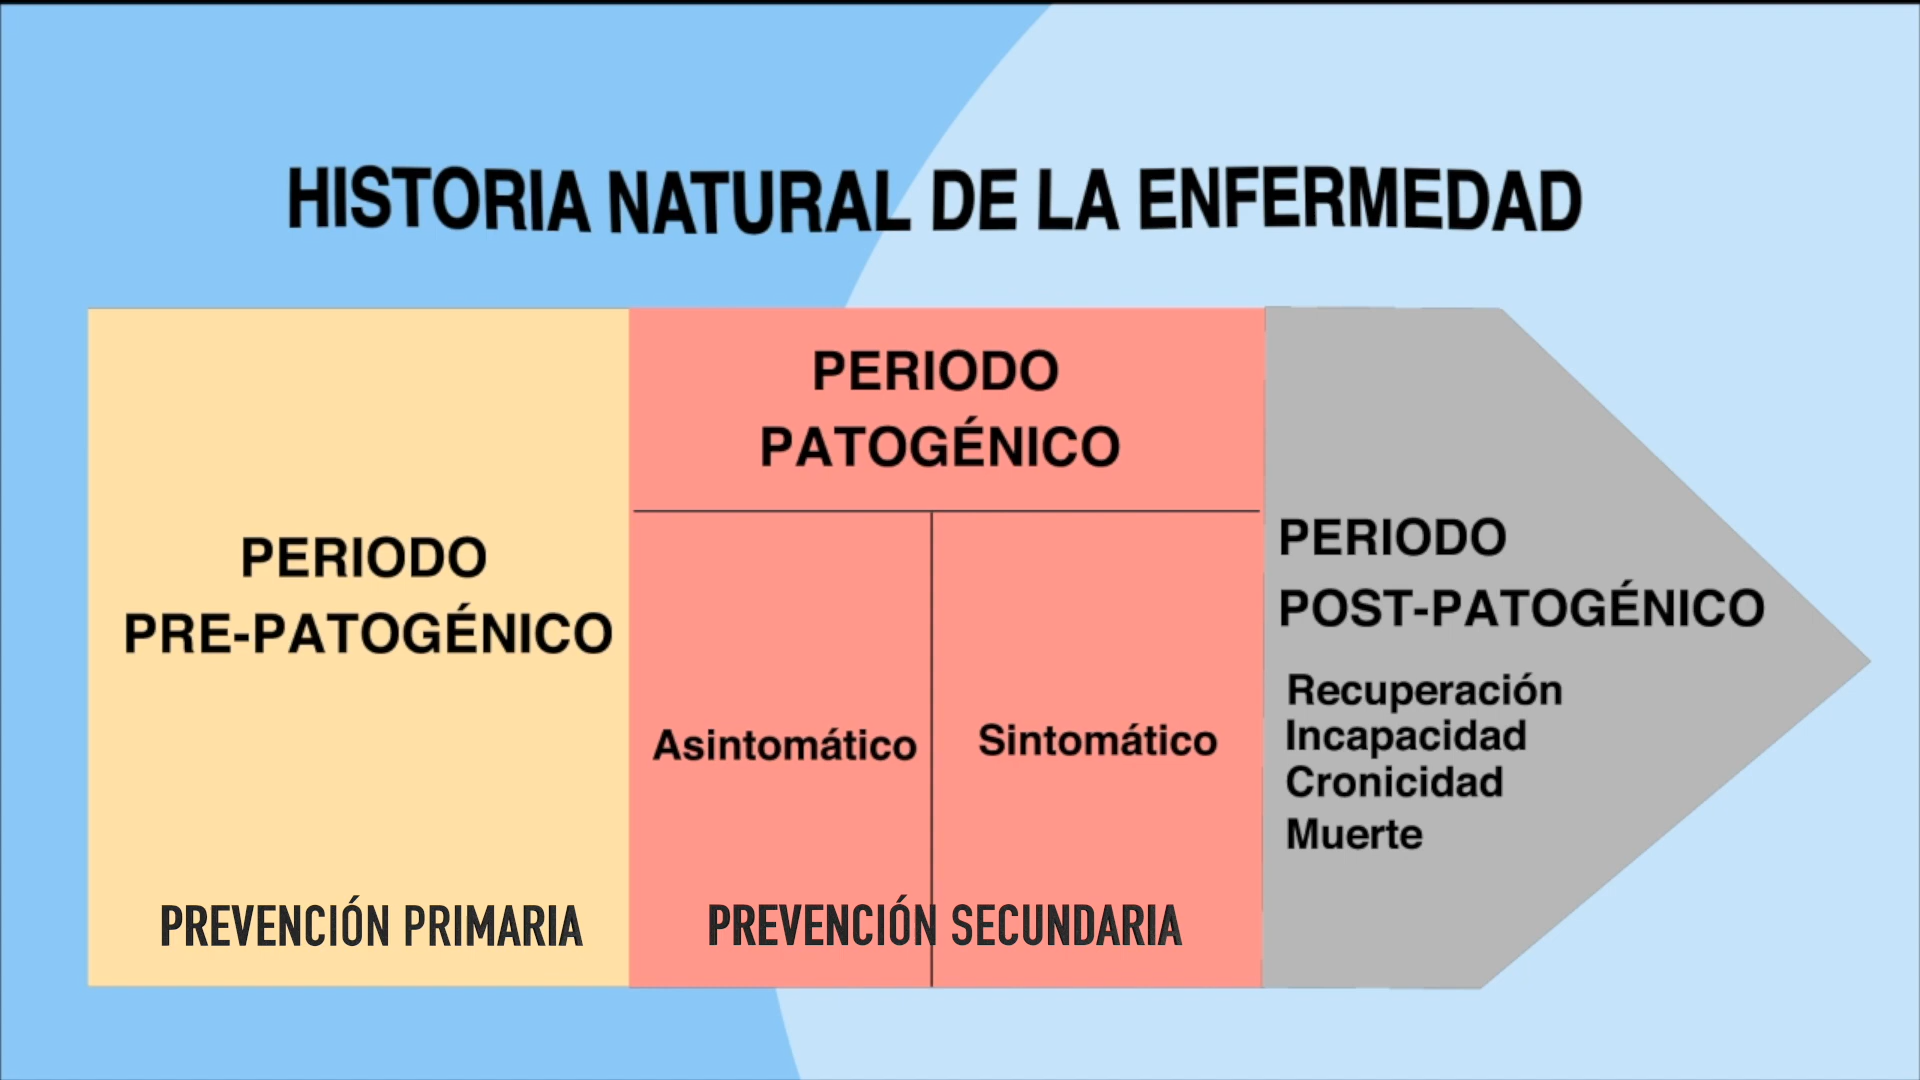 HISTORIA NATURAL DE LA ENFERMEDAD
PERIODO
PRE-PATOGÉNICO
PREVENCIÓN PRIMARIA
PERIODO
PATOGÉNICO
Asintomático
Sintomático
PREVENCIÓN SECUNDARIA
PERIODO
POST-PATOGÉNICO
Recuperación
Incapacidad
Cronicidad
Muerte